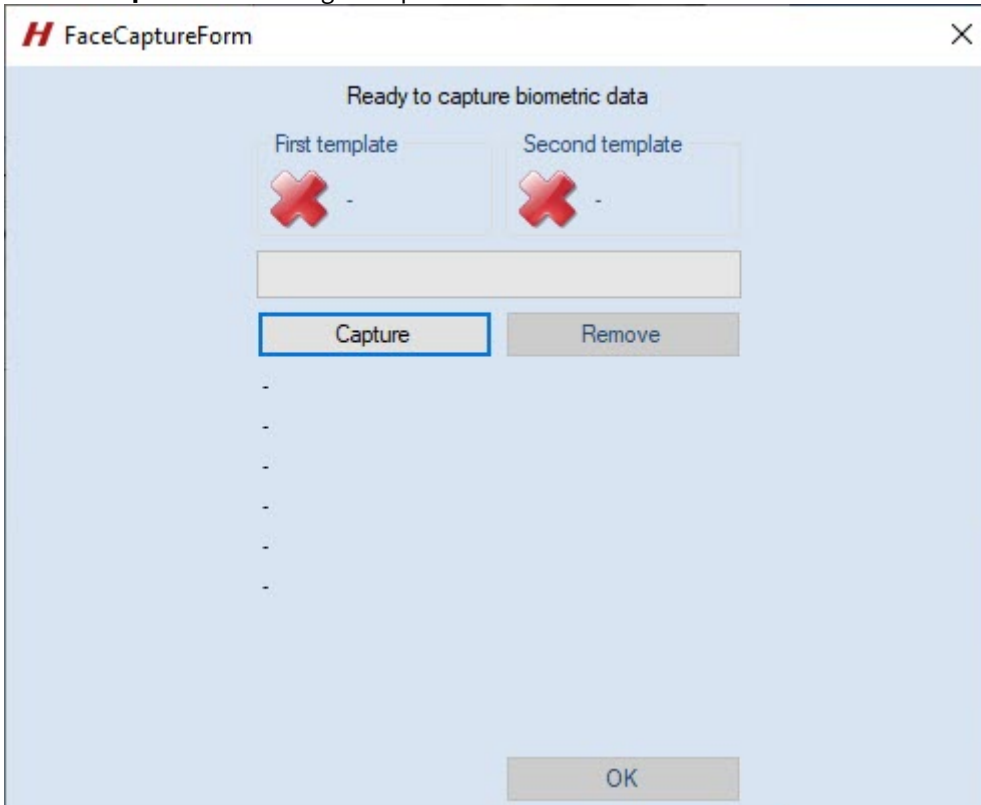 H FaceCaptureForm
Ready to capture biometric data
First template Second template
- -
Capture Remove
-
-
-
-
-
-
OK